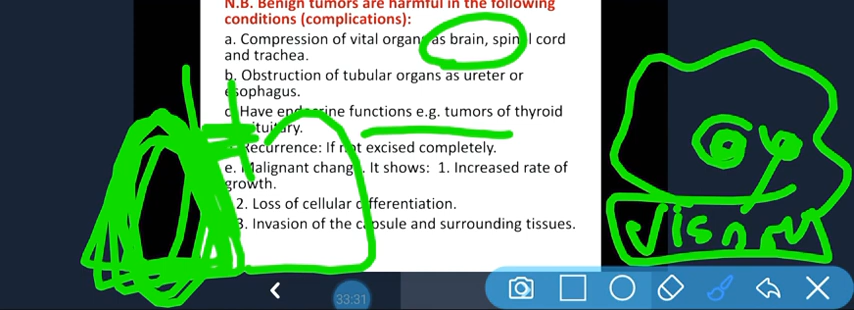 N.B. Benign tumors are harmful in the following
conditions (complications):
a. Compression of vital organs as brain, spinal cord
and trachea.
b. Obstruction of tubular organs as ureter or
esophagus.
c. Have endocrine functions e.g. tumors of thyroid
Recurrence: If not excised completely.
e. Malignant change. It shows: 1. Increased rate of
growth.
2. Loss of cellular differentiation.
3. Invasion of the capsule and surrounding tissues.
33:31